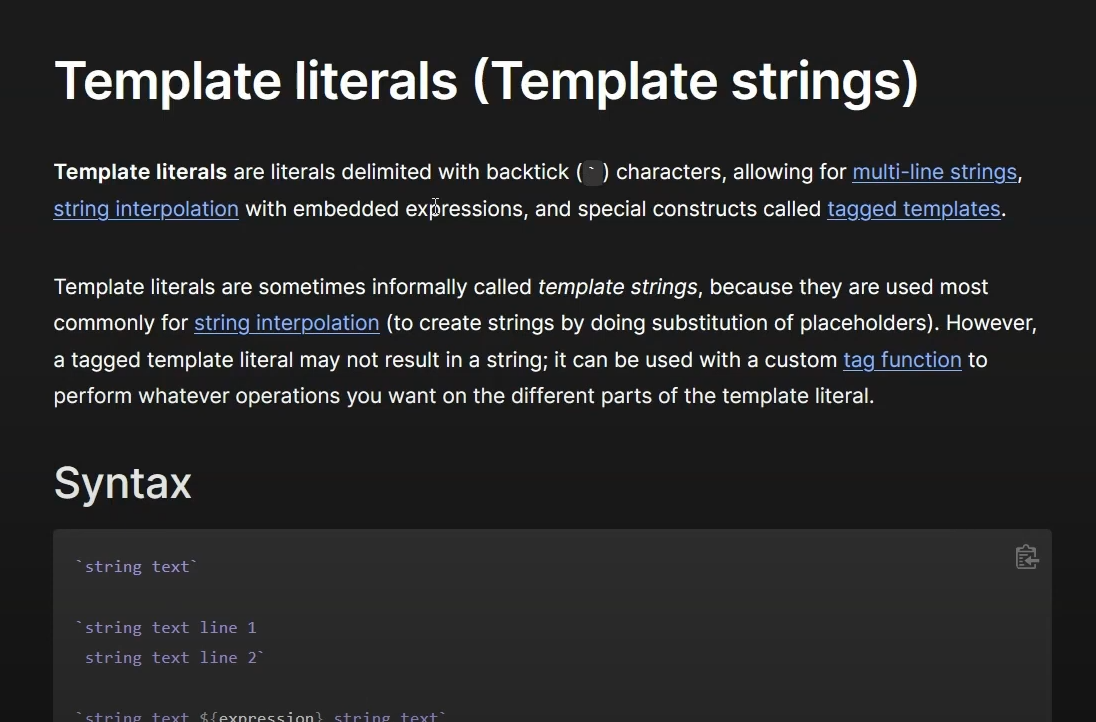 Template literals (Template strings)
Template literals are literals delimited with backtick (`) characters, allowing for multi-line strings,
string interpolation with embedded expressions, and special constructs called tagged templates.
Template literals are sometimes informally called template strings, because they are used most
commonly for string interpolation (to create strings by doing substitution of placeholders). However,
a tagged template literal may not result in a string; it can be used with a custom tag function to
perform whatever operations you want on the different parts of the template literal.
Syntax
`string text`
`string text line 1
 string text line 2`
`string text ${expression} string text`